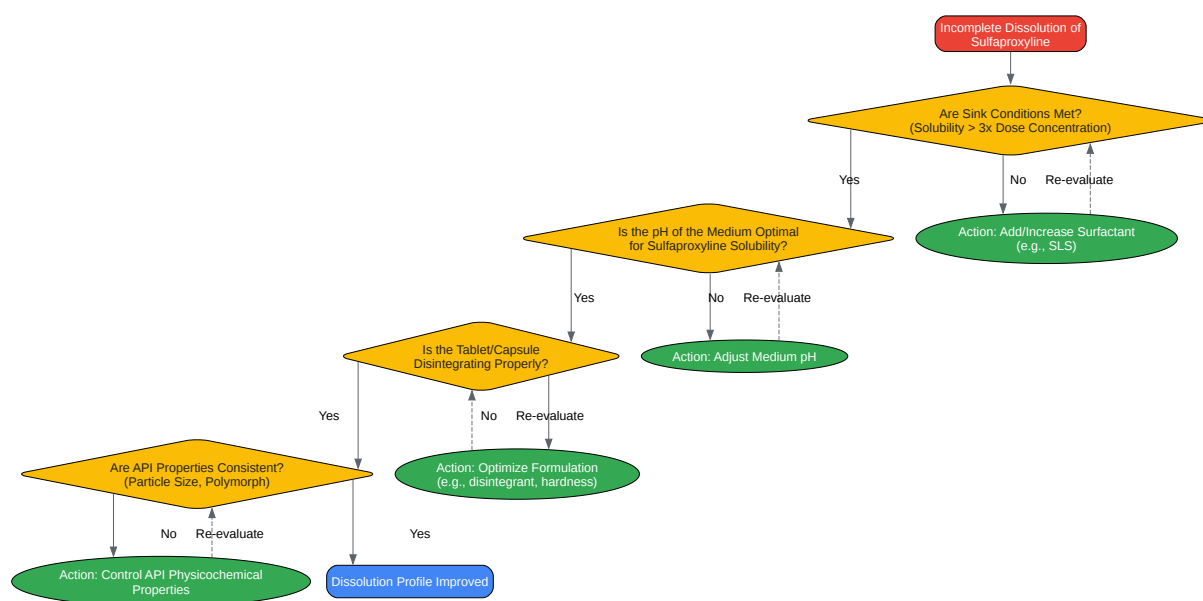 Incomplete Dissolution of
Sulfaproxyline
Are Sink Conditions Met?
(Solubility > 3x Dose Concentration)
Yes
No
Re-evaluate
Action: Add/Increase Surfactant
(e.g., SLS)
Is the pH of the Medium Optimal
for Sulfaproxyline Solubility?
Yes
No
Re-evaluate
Action: Adjust Medium pH
Is the Tablet/Capsule
Disintegrating Properly?
Yes
No
Re-evaluate
Action: Optimize Formulation
(e.g., disintegrant, hardness)
Are API Properties Consistent?
(Particle Size, Polymorph)
No
Re-evaluate
Yes
Action: Control API Physicochemical
Properties
Dissolution Profile Improved